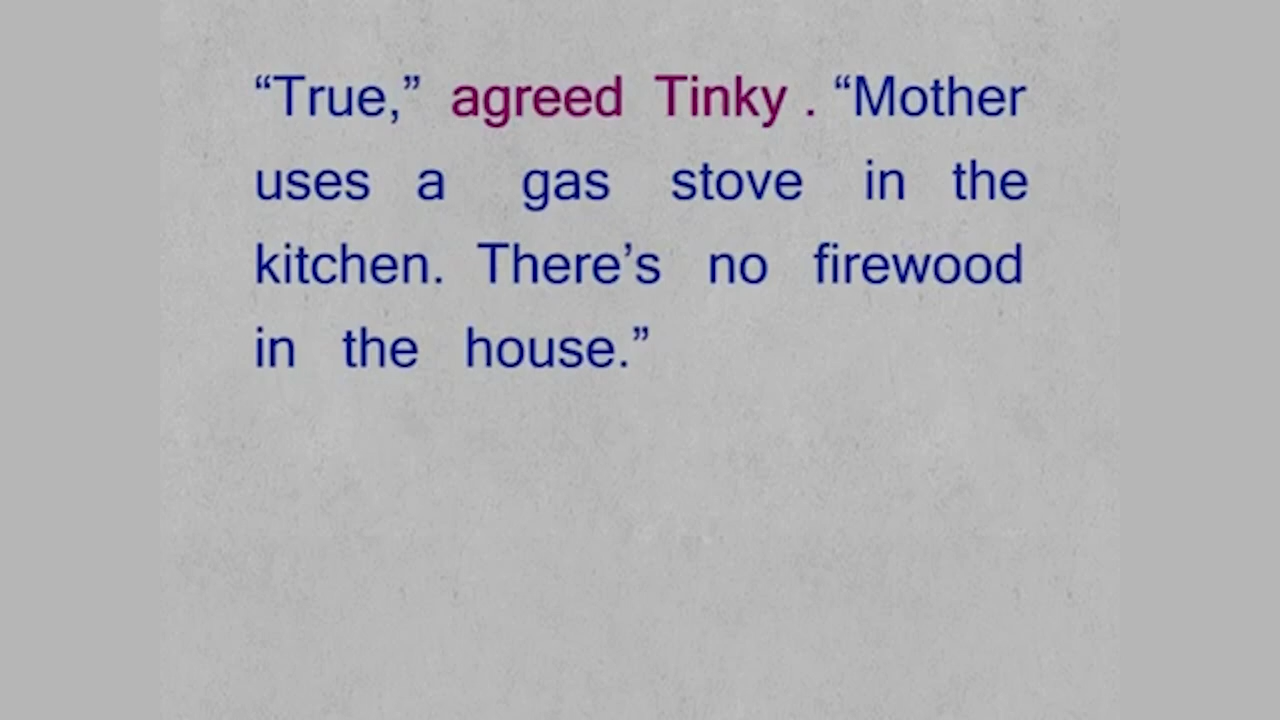 “True,” agreed Tinky . “Mother
uses a gas stove in the
kitchen. There’s no firewood
in the house.”